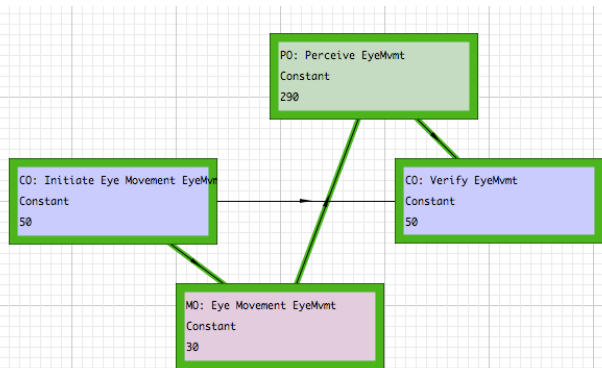 PO: Perceive EyeMvmt
Constant
290
CO: Initiate Eye Movement EyeMvm
Constant
50
CO: Verify EyeMvmt
Constant
50
MO: Eye Movement EyeMvmt
Constant
30